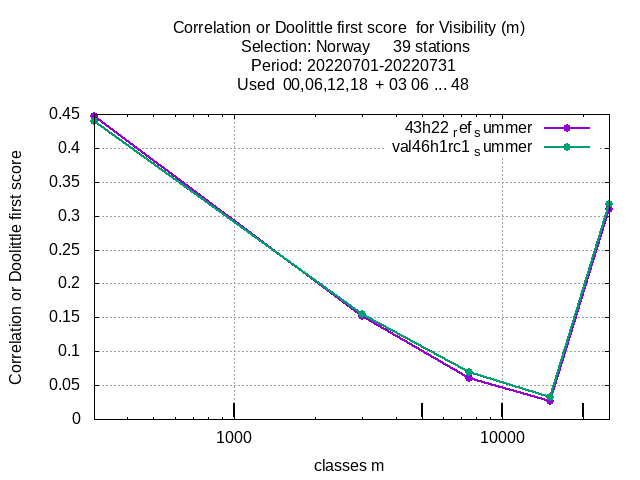 Correlation or Doolittle first score for Visibility (m)
Selection: Norway 39 stations
Period: 20220701-20220731
Used 00,06,12,18 + 03 06 ... 48
43h22 ref summer
val46h1rc1 summer
Correlation or Doolittle first score
0.45
0.4
0.35
0.3
0.25
0.2
0.15
0.1
0.05
0
1000 10000
classes m